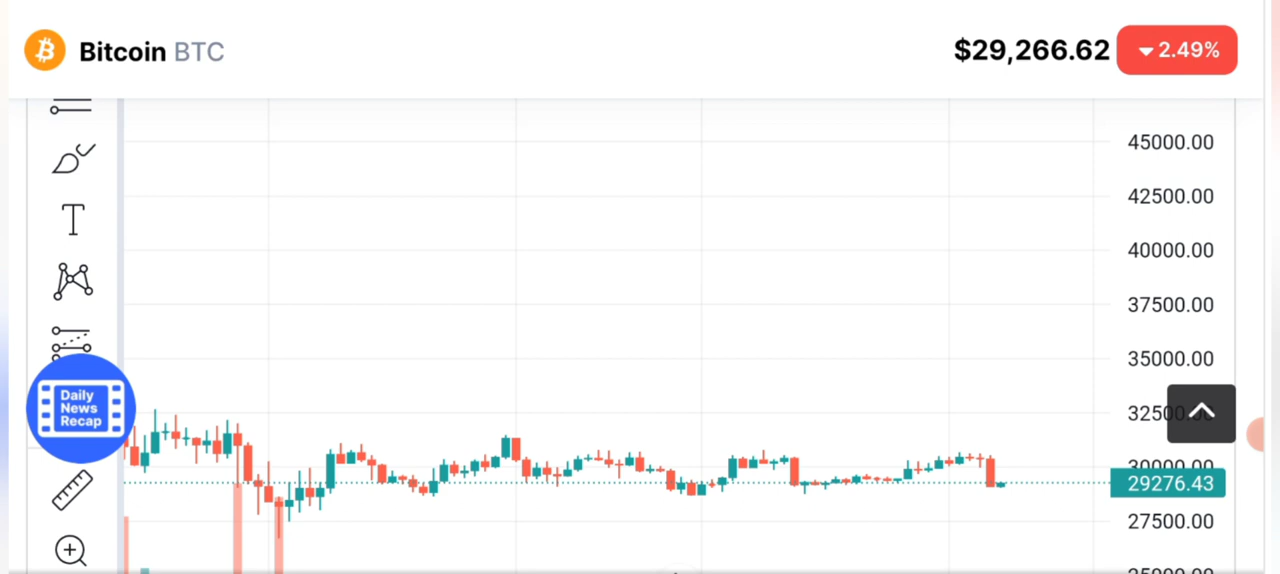 Bitcoin BTC
$29,266.62
2.49%
45000.00
42500.00
40000.00
37500.00
35000.00
30000.00
29276.43
27500.00
T
Daily
News
Recap